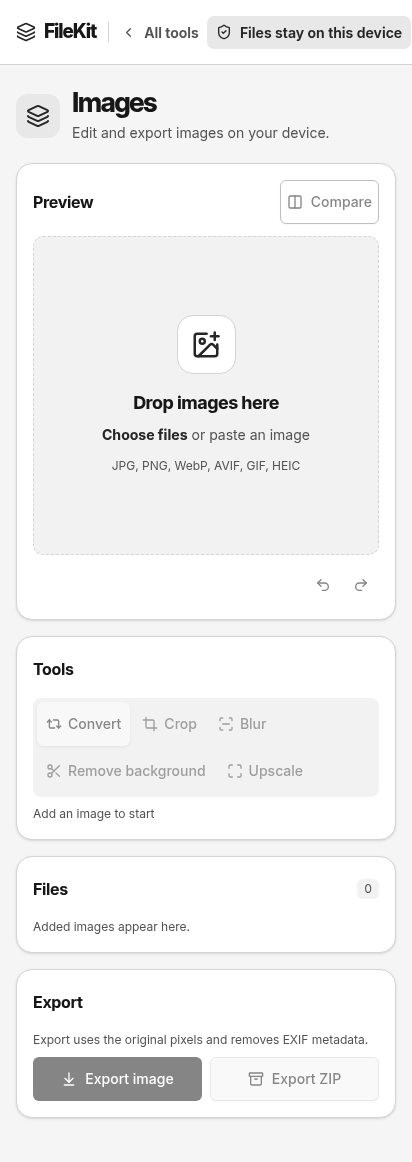 FileKit
All tools
Files stay on this device
Images
Edit and export images on your device.
Preview
Compare
Drop images here
Choose files or paste an image
JPG, PNG, WebP, AVIF, GIF, HEIC
Tools
Convert
Crop
Blur
Remove background
Upscale
Add an image to start
Files
0
Added images appear here.
Export
Export uses the original pixels and removes EXIF metadata.
Export image
Export ZIP